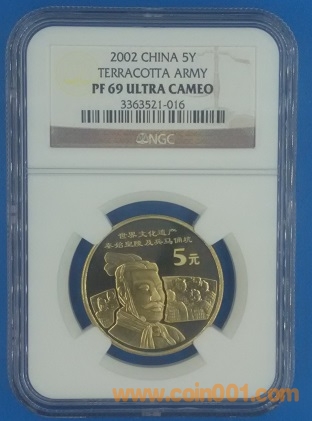 2002 CHINA 5Y
TERRACOTTA ARMY
PF 69 ULTRA CAMEO
3363521-016
NGC
世界文化遗产
秦始皇陵及兵马俑坑
5元
www.coin001.com